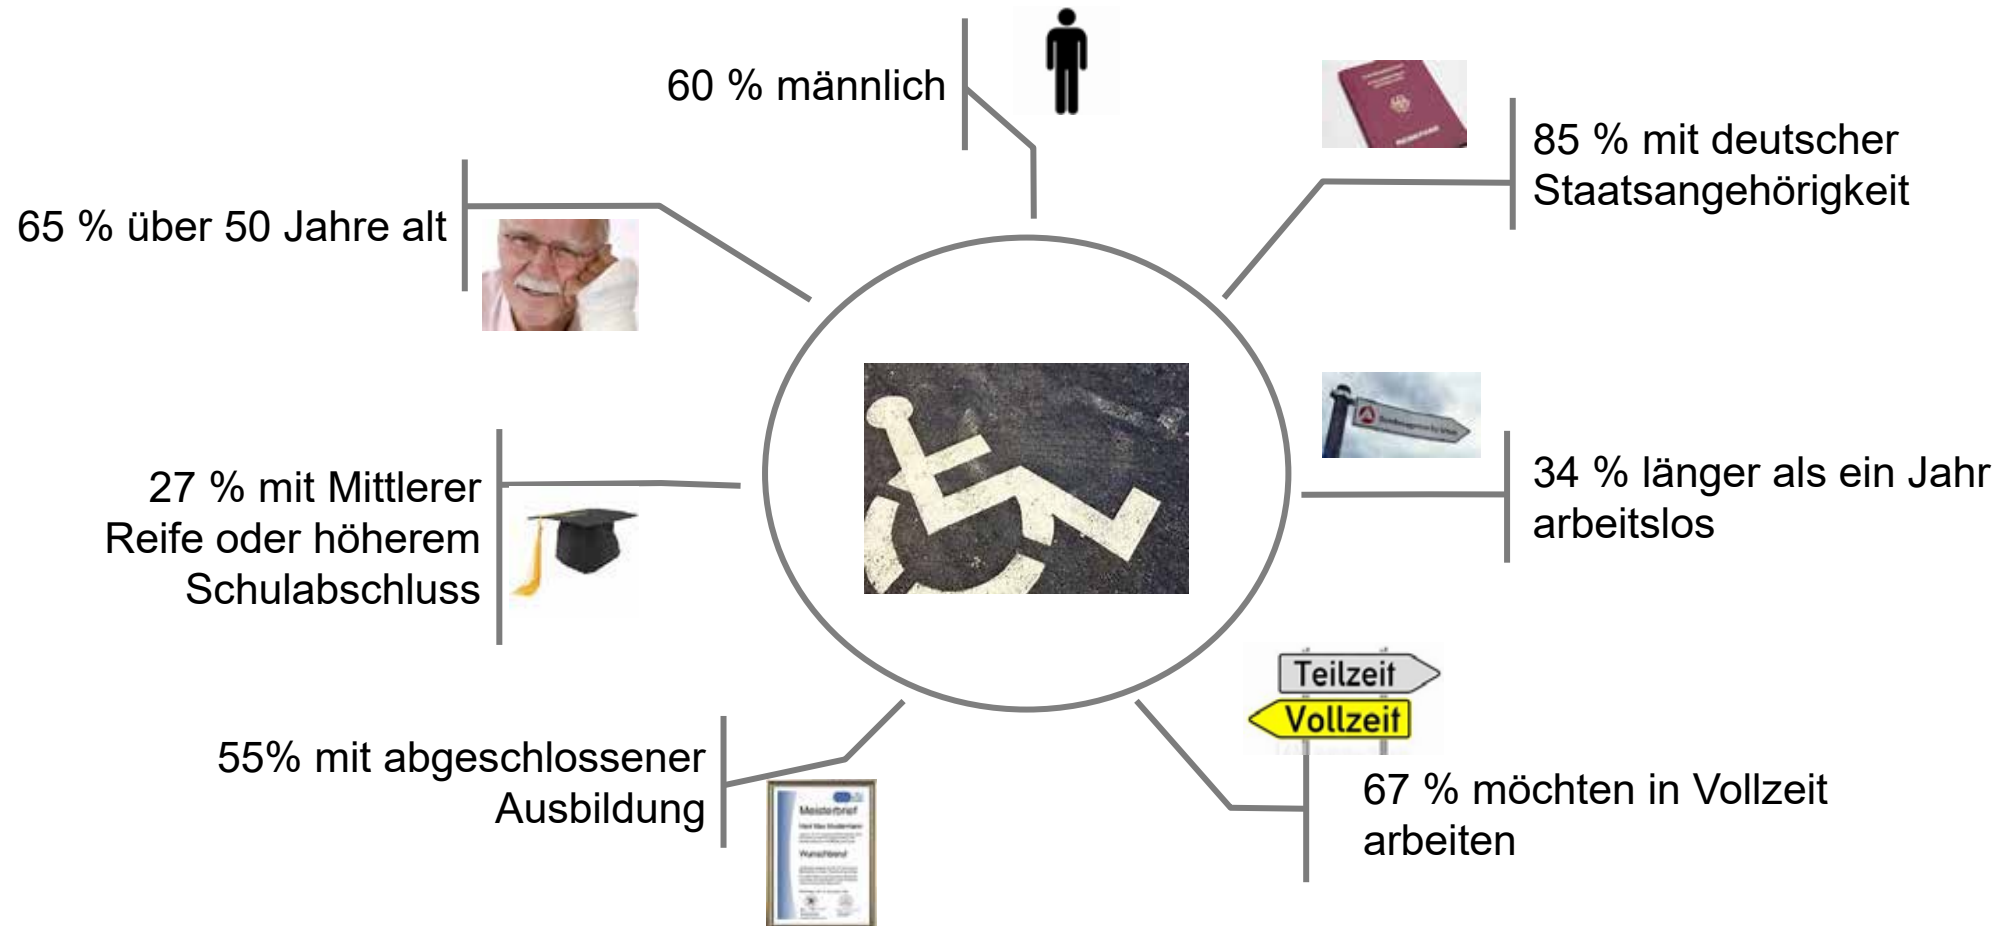 60 % männlich
85 % mit deutscher
Staatsangehörigkeit
65 % über 50 Jahre alt
34 % länger als ein Jahr
arbeitslos
27 % mit Mittlerer
Reife oder höherem
Schulabschluss
Teilzeit
Vollzeit
67 % möchten in Vollzeit
arbeiten
55% mit abgeschlossener
Ausbildung
Meisterbrief
Wunschberuf